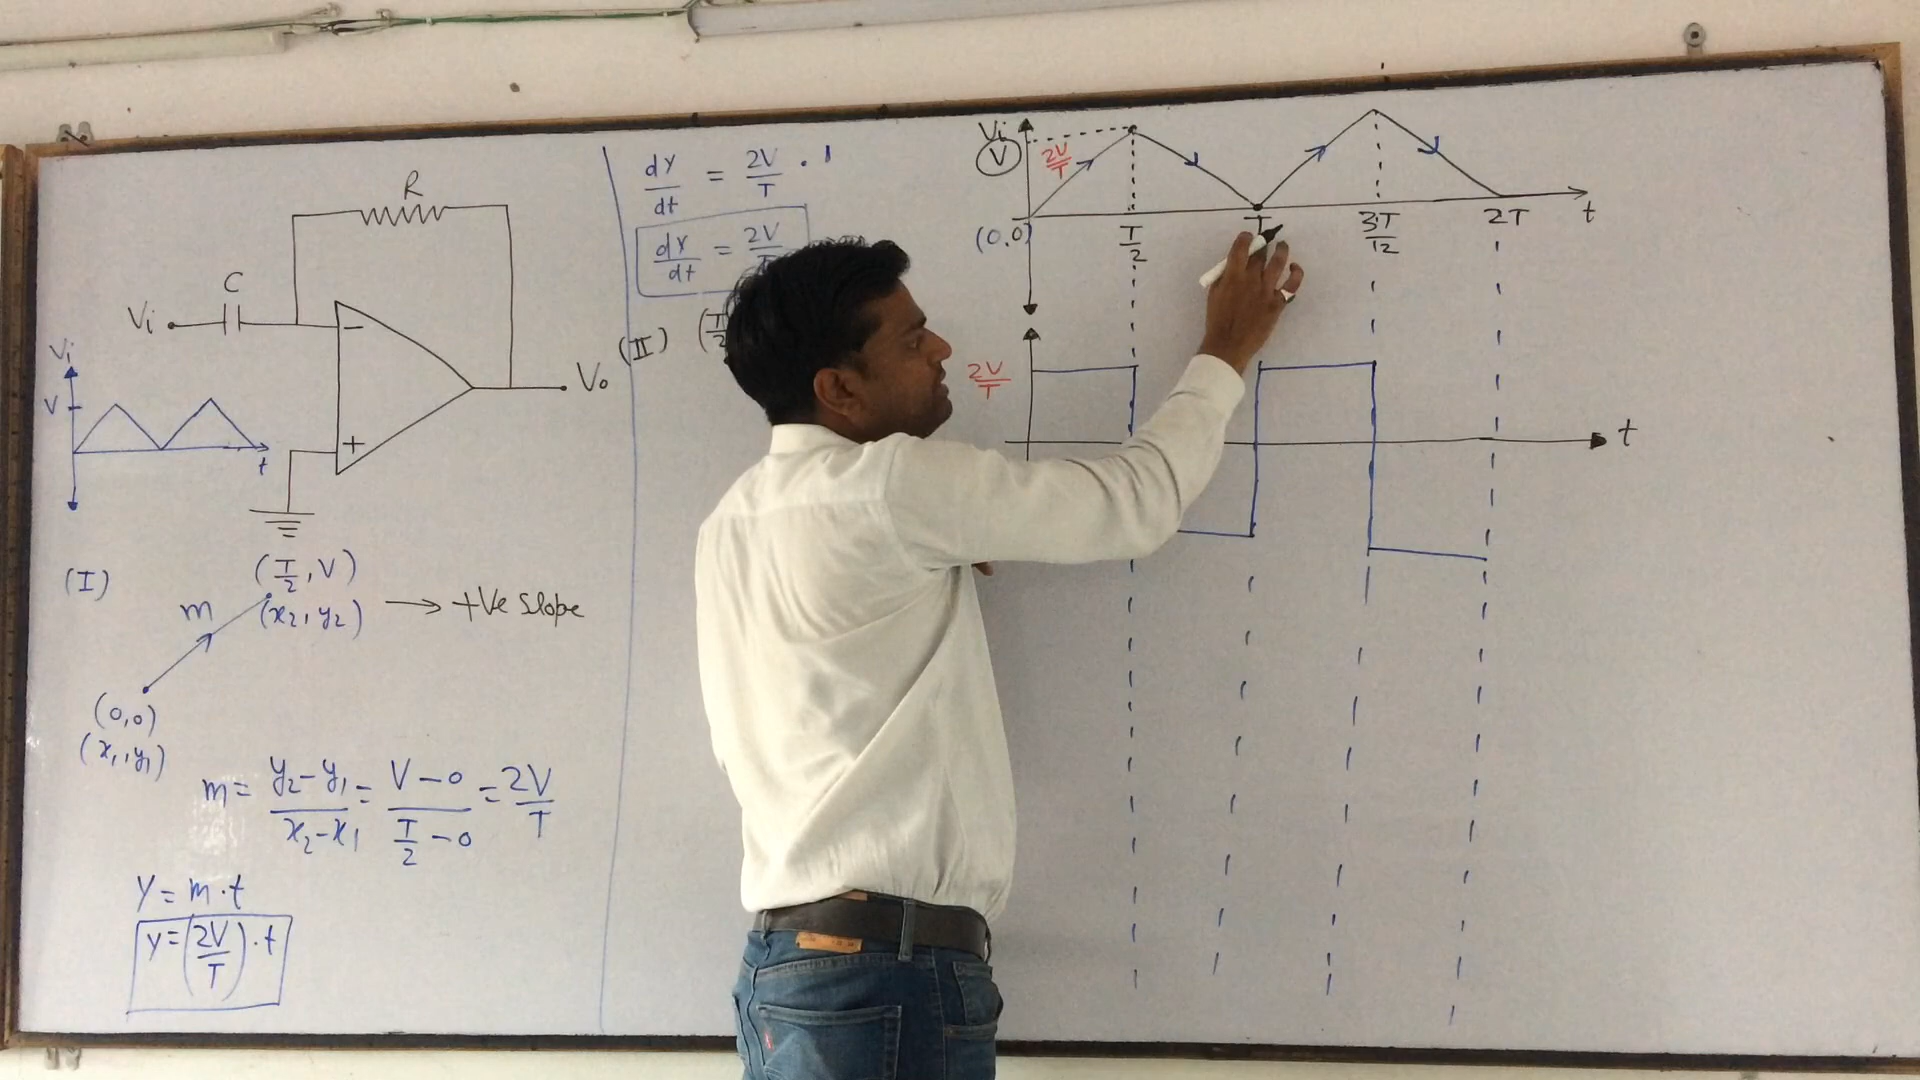 R
C
Vi
−
+
Vo
Vi
V
t
(I)
(T/2, V)
(x2, y2)
m
→ +Ve slope
(0,0)
(x1, y1)
m = y2−y1/x2−x1 = V−0/T/2−0 = 2V/T
Y = m·t
y = (2V/T)·t
dy/dt = 2V/T · 1
dy/dt = 2V/T
(II) (T/2
Vi
V
2V/T
(0,0)
T/2
T
3T/12
2T
t
2V/T
t